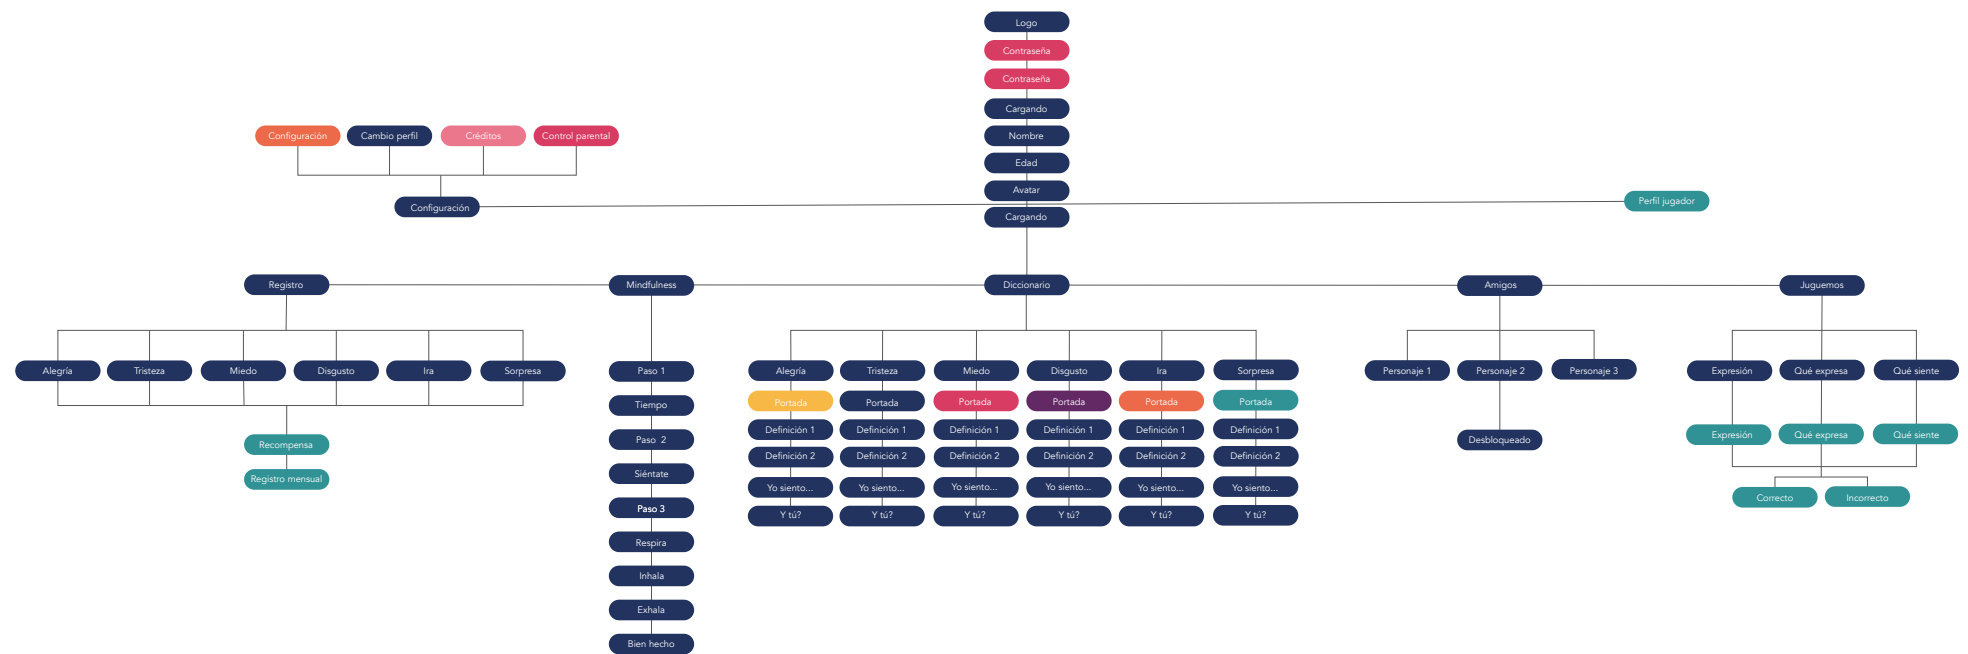 Logo
Contraseña
Contraseña
Cargando
Configuración
Cambio perfil
Créditos
Control parental
Nombre
Edad
Avatar
Configuración
Perfil jugador
Cargando
Registro
Mindfulness
Diccionario
Amigos
Juguemos
Alegría
Tristeza
Miedo
Disgusto
Ira
Sorpresa
Recompensa
Registro mensual
Paso 1
Tiempo
Paso 2
Siéntate
Paso 3
Respira
Inhala
Exhala
Bien hecho
Alegría
Tristeza
Miedo
Disgusto
Ira
Sorpresa
Portada
Portada
Portada
Portada
Portada
Portada
Definición 1
Definición 1
Definición 1
Definición 1
Definición 1
Definición 1
Definición 2
Definición 2
Definición 2
Definición 2
Definición 2
Definición 2
Yo siento...
Yo siento...
Yo siento...
Yo siento...
Yo siento...
Yo siento...
Y tú?
Y tú?
Y tú?
Y tú?
Y tú?
Y tú?
Personaje 1
Personaje 2
Personaje 3
Desbloqueado
Expresión
Qué expresa
Qué siente
Expresión
Qué expresa
Qué siente
Correcto
Incorrecto